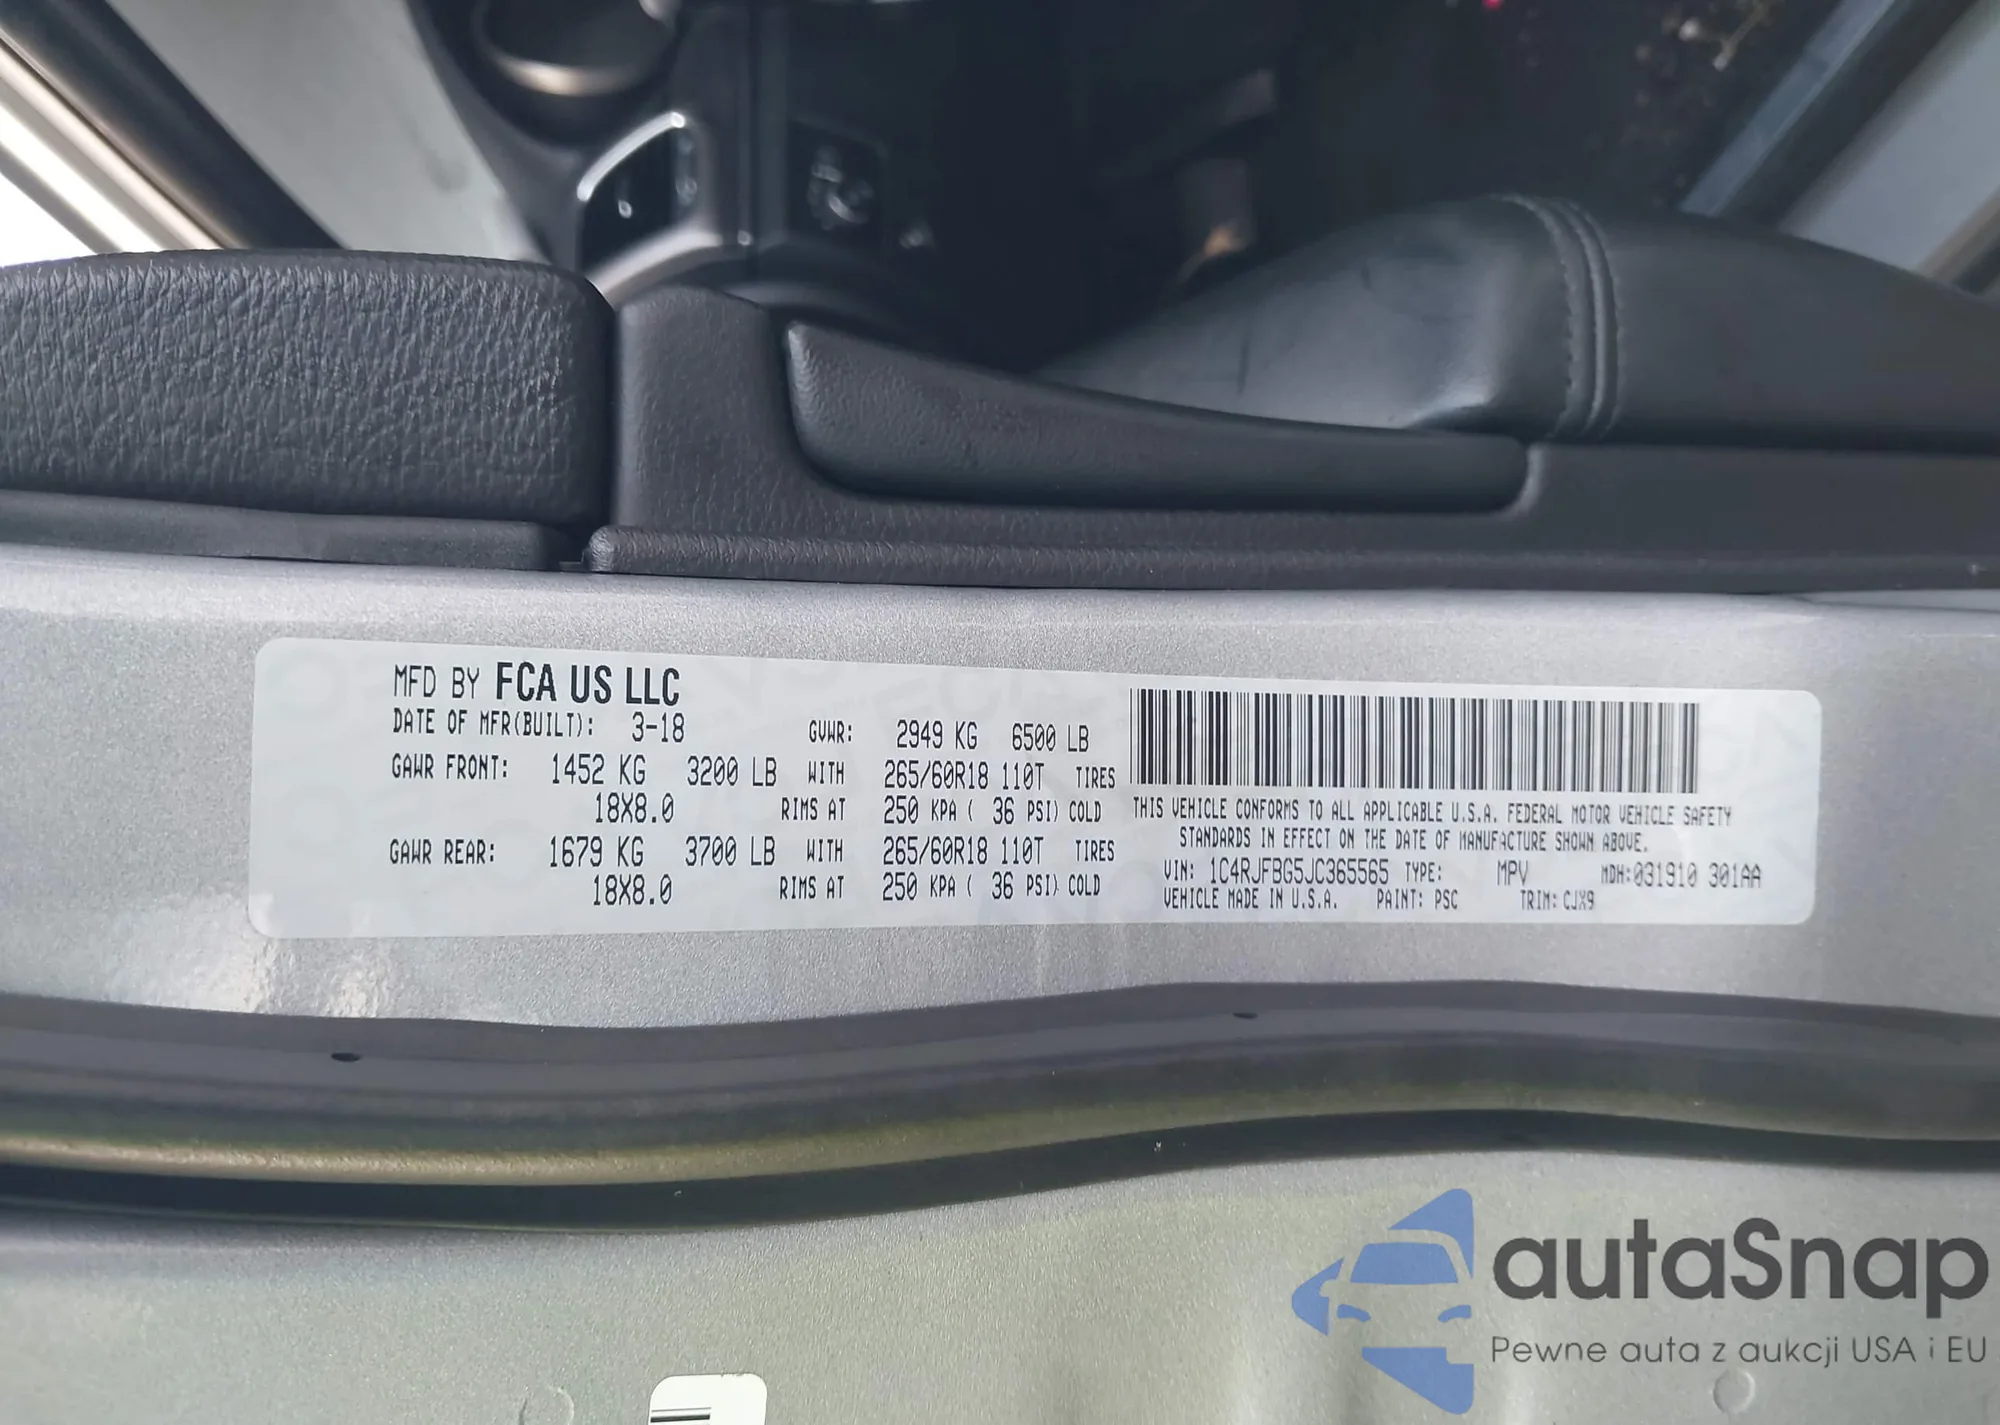 MFD BY FCA US LLC
DATE OF MFR(BUILT): 3-18 GVWR: 2949 KG 6500 LB
GAWR FRONT: 1452 KG 3200 LB WITH 265/60R18 110T TIRES
18X8.0 RIMS AT 250 KPA ( 36 PSI) COLD
GAWR REAR: 1679 KG 3700 LB WITH 265/60R18 110T TIRES
18X8.0 RIMS AT 250 KPA ( 36 PSI) COLD
THIS VEHICLE CONFORMS TO ALL APPLICABLE U.S.A. FEDERAL MOTOR VEHICLE SAFETY
STANDARDS IN EFFECT ON THE DATE OF MANUFACTURE SHOWN ABOVE.
VIN: 1C4RJFBG5JC365565 TYPE: MPV MDH:031910 301AA
VEHICLE MADE IN U.S.A. PAINT: PSC TRIM: CJX9
autaSnap
Pewne auta z aukcji USA i EU